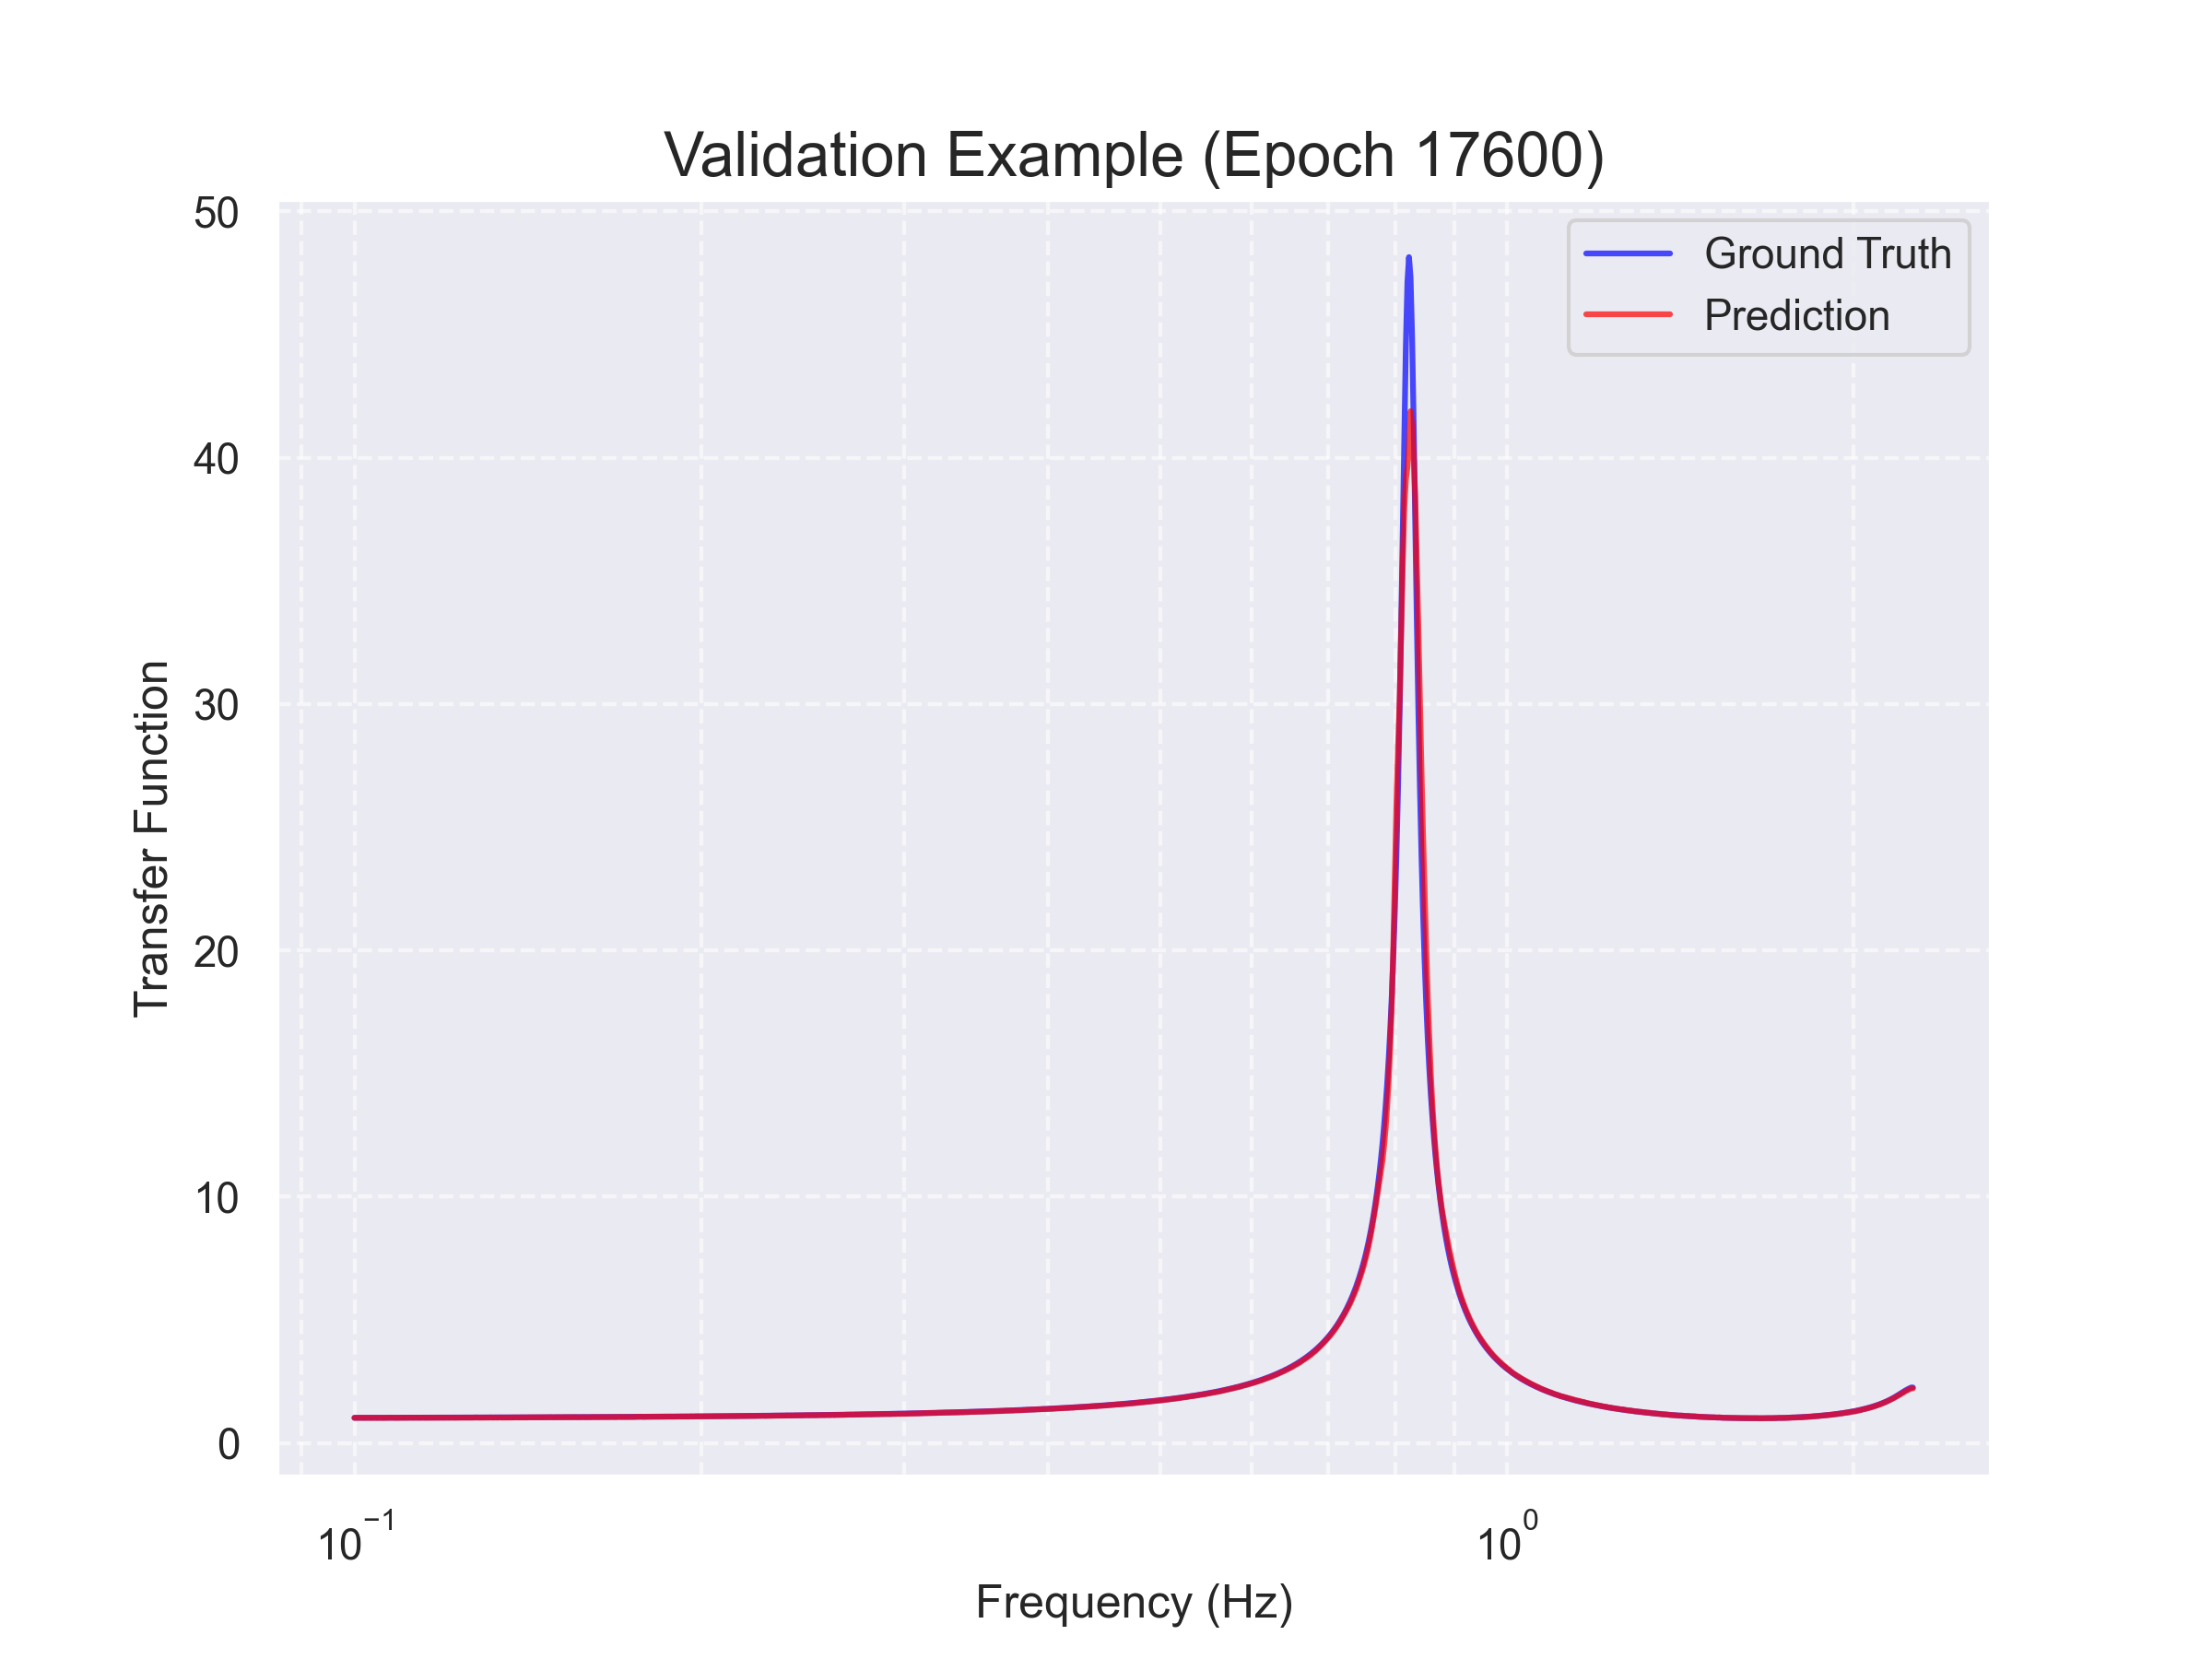 Validation Example (Epoch 17600)
Ground Truth
Prediction
50
40
30
20
10
0
Transfer Function
10⁻¹
10⁰
Frequency (Hz)